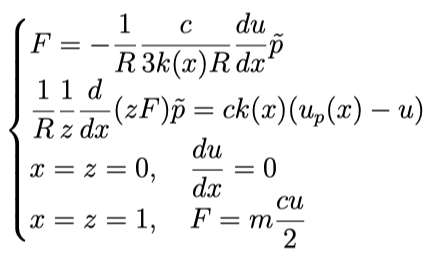 F = -\frac{1}{R}\frac{c}{3k(x)R}\frac{du}{dx}\tilde{p}
\frac{1}{R}\frac{1}{z}\frac{d}{dx}(zF)\tilde{p} = ck(x)(u_p(x) - u)
x = z = 0, \quad \frac{du}{dx} = 0
x = z = 1, \quad F = m\frac{cu}{2}